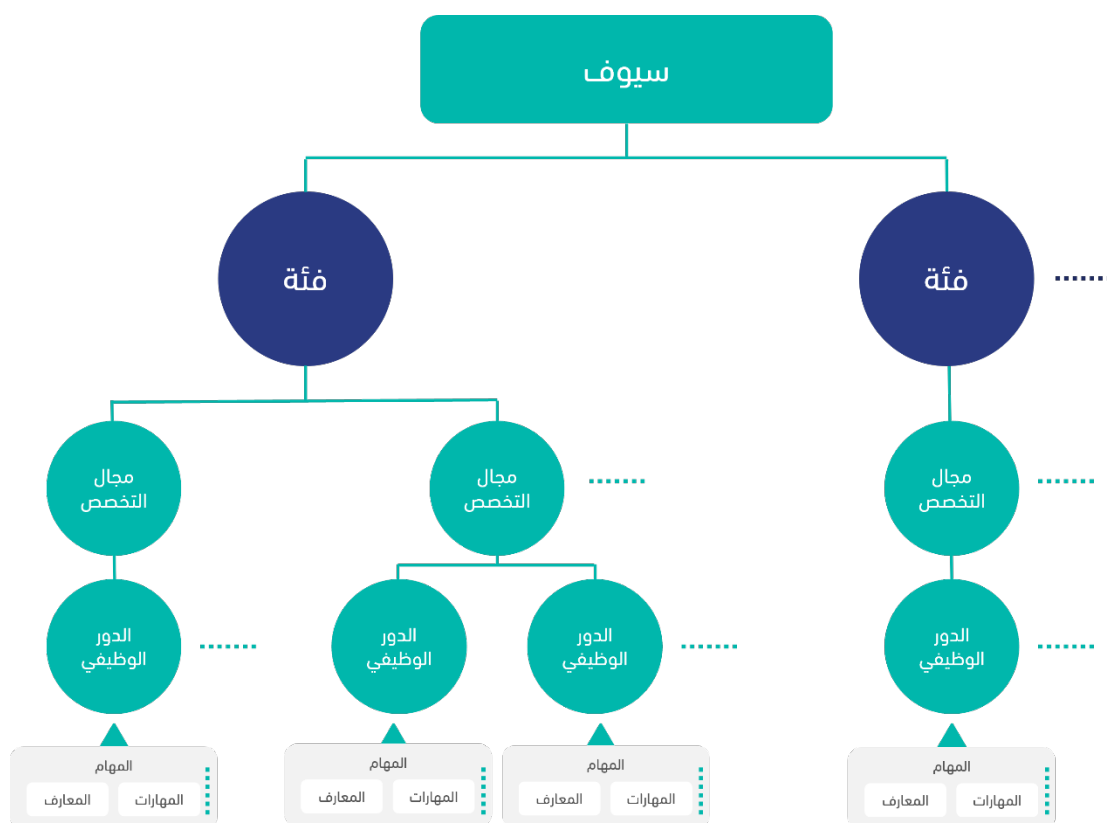 سيوف
فئة
فئة
مجال
التخصص
مجال
التخصص
مجال
التخصص
الدور
الوظيفي
الدور
الوظيفي
الدور
الوظيفي
الدور
الوظيفي
المهام
المهارات
المعارف
المهام
المهارات
المعارف
المهام
المهارات
المعارف
المهام
المهارات
المعارف